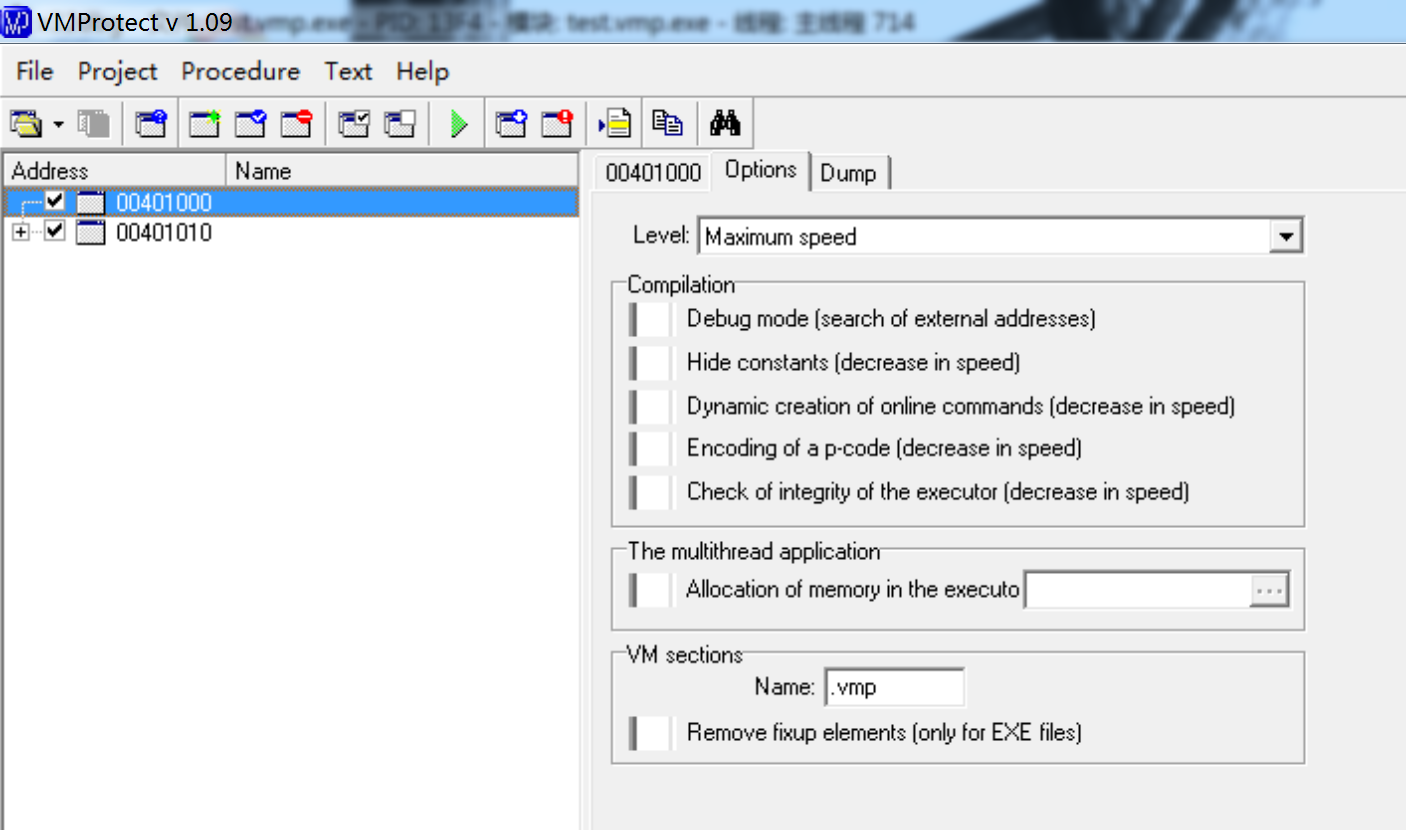 VMProtect v 1.09 test.vmp.exe - PID: 13F4 - 模块: test.vmp.exe - 线程: 主线程 714
File Project Procedure Text Help
Address Name
00401000
00401010
00401000 Options Dump
Level: Maximum speed
Compilation
Debug mode (search of external addresses)
Hide constants (decrease in speed)
Dynamic creation of online commands (decrease in speed)
Encoding of a p-code (decrease in speed)
Check of integrity of the executor (decrease in speed)
The multithread application
Allocation of memory in the executo ...
VM sections
Name: .vmp
Remove fixup elements (only for EXE files)